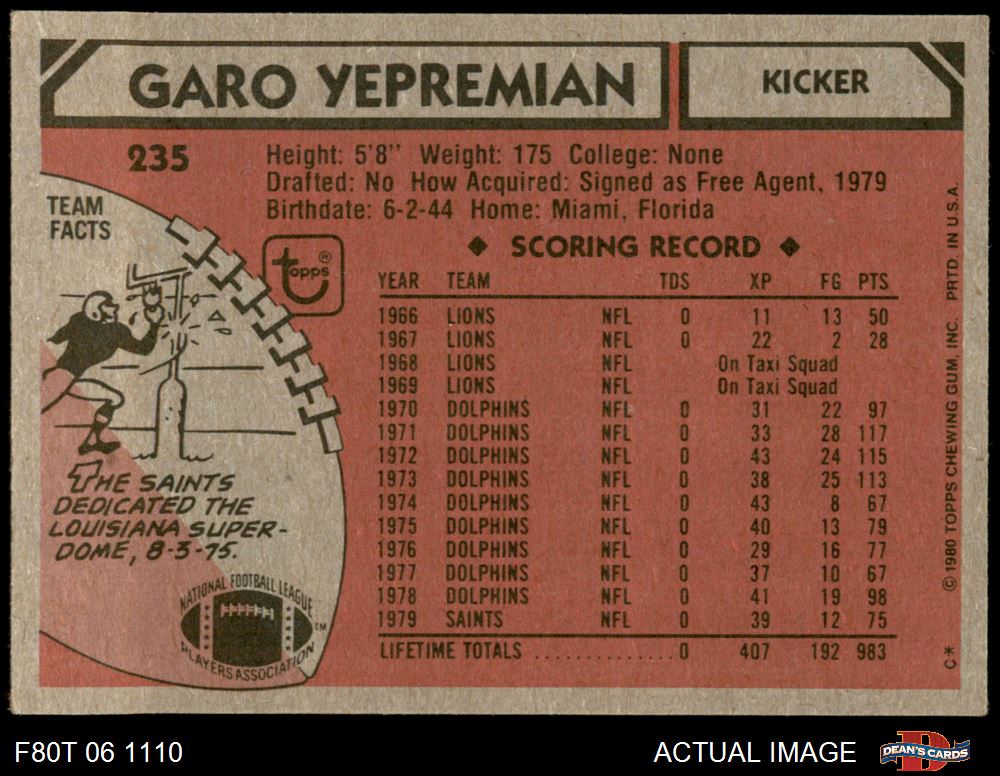 GARO YEPREMIAN
KICKER
235
Height: 5'8" Weight: 175 College: None
Drafted: No How Acquired: Signed as Free Agent, 1979
Birthdate: 6-2-44 Home: Miami, Florida
TEAM
FACTS
topps®
◆ SCORING RECORD ◆
YEAR TEAM TDS XP FG PTS
1966 LIONS NFL 0 11 13 50
1967 LIONS NFL 0 22 2 28
1968 LIONS NFL On Taxi Squad
1969 LIONS NFL On Taxi Squad
1970 DOLPHINS NFL 0 31 22 97
1971 DOLPHINS NFL 0 33 28 117
1972 DOLPHINS NFL 0 43 24 115
1973 DOLPHINS NFL 0 38 25 113
1974 DOLPHINS NFL 0 43 8 67
1975 DOLPHINS NFL 0 40 13 79
1976 DOLPHINS NFL 0 29 16 77
1977 DOLPHINS NFL 0 37 10 67
1978 DOLPHINS NFL 0 41 19 98
1979 SAINTS NFL 0 39 12 75
LIFETIME TOTALS ..............0 407 192 983
THE SAINTS
DEDICATED THE
LOUISIANA SUPER-
DOME, 8-3-75.
NATIONAL FOOTBALL LEAGUE
PLAYERS ASSOCIATION
TM
© 1980 TOPPS CHEWING GUM, INC. PRTD. IN U.S.A.
C*
F80T 06 1110
ACTUAL IMAGE
D
DEAN'S CARDS